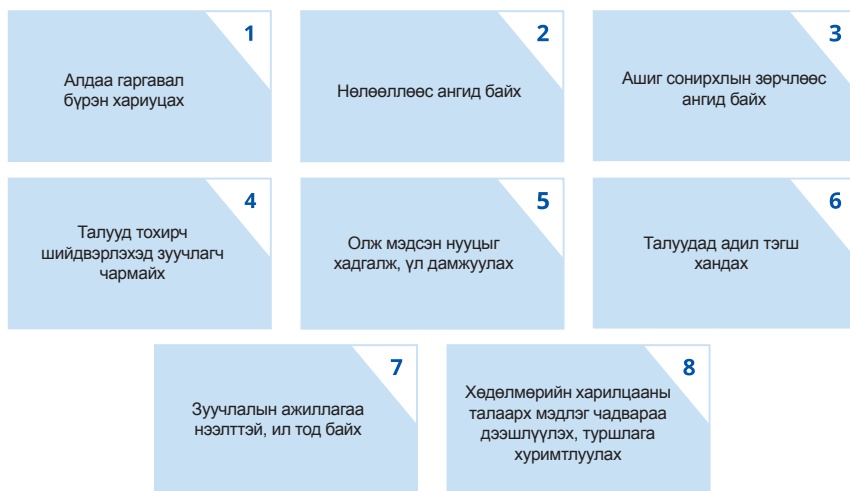 1
Алдаа гаргавал
бүрэн хариуцах
2
Нөлөөллөөс ангид байх
3
Ашиг сонирхлын зөрчлөөс
ангид байх
4
Талууд тохирч
шийдвэрлэхэд зуучлагч
чармайх
5
Олж мэдсэн нууцыг
хадгалж, үл дамжуулах
6
Талуудад адил тэгш
хандах
7
Зуучлалын ажиллагаа
нээлттэй, ил тод байх
8
Хөдөлмөрийн харилцааны
талаарх мэдлэг чадвараа
дээшлүүлэх, туршлага
хуримтлуулах